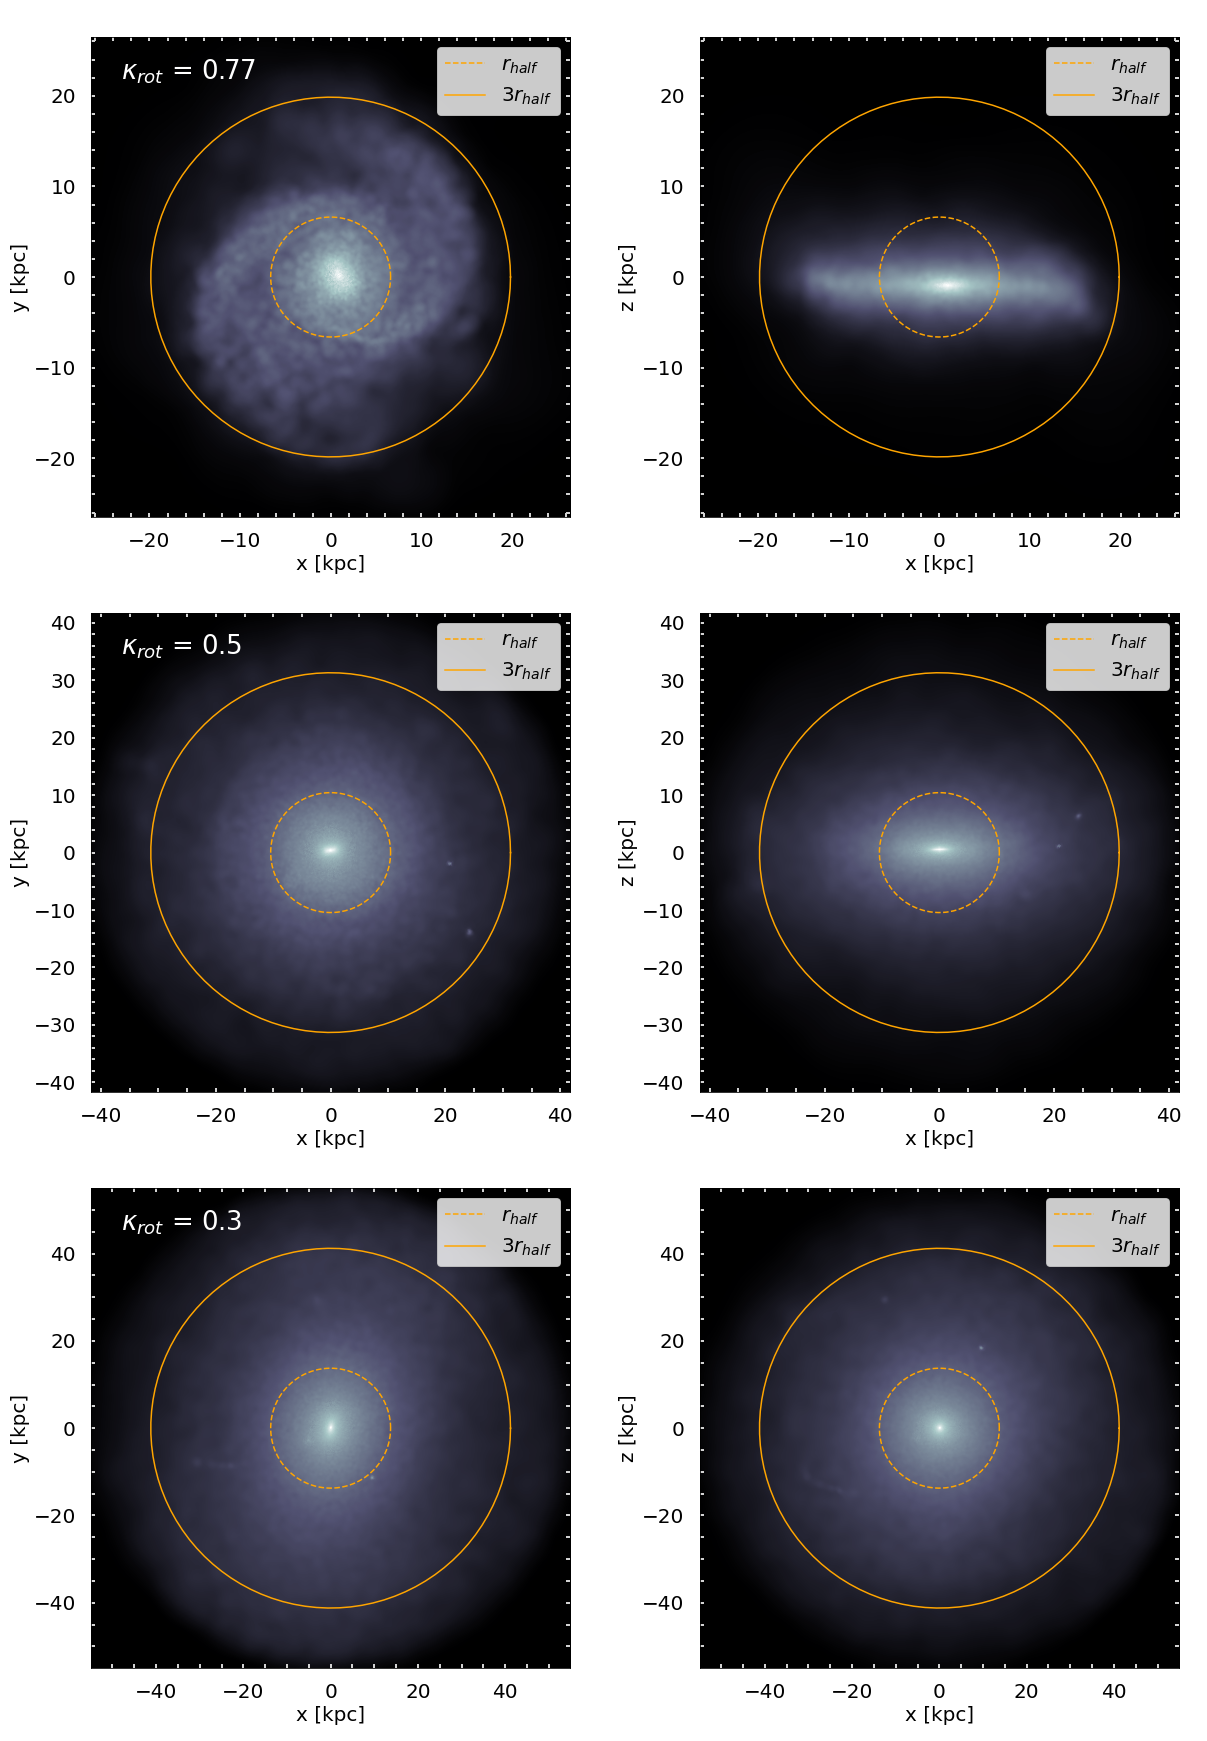 κrot = 0.77
rhalf
3rhalf
20
10
0
−10
−20
y [kpc]
−20 −10 0 10 20
x [kpc]
rhalf
3rhalf
20
10
0
−10
−20
z [kpc]
−20 −10 0 10 20
x [kpc]
κrot = 0.5
rhalf
3rhalf
40
30
20
10
0
−10
−20
−30
−40
y [kpc]
−40 −20 0 20 40
x [kpc]
rhalf
3rhalf
40
30
20
10
0
−10
−20
−30
−40
z [kpc]
−40 −20 0 20 40
x [kpc]
κrot = 0.3
rhalf
3rhalf
40
20
0
−20
−40
y [kpc]
−40 −20 0 20 40
x [kpc]
rhalf
3rhalf
40
20
0
−20
−40
z [kpc]
−40 −20 0 20 40
x [kpc]